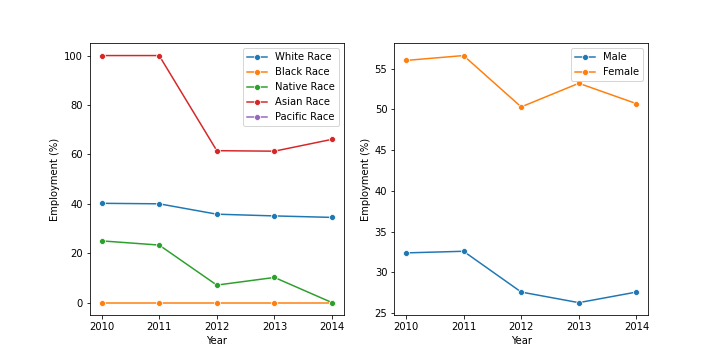 Employment (%)
100
80
60
40
20
0
2010 2011 2012 2013 2014
Year
White Race
Black Race
Native Race
Asian Race
Pacific Race
Employment (%)
55
50
45
40
35
30
25
2010 2011 2012 2013 2014
Year
Male
Female